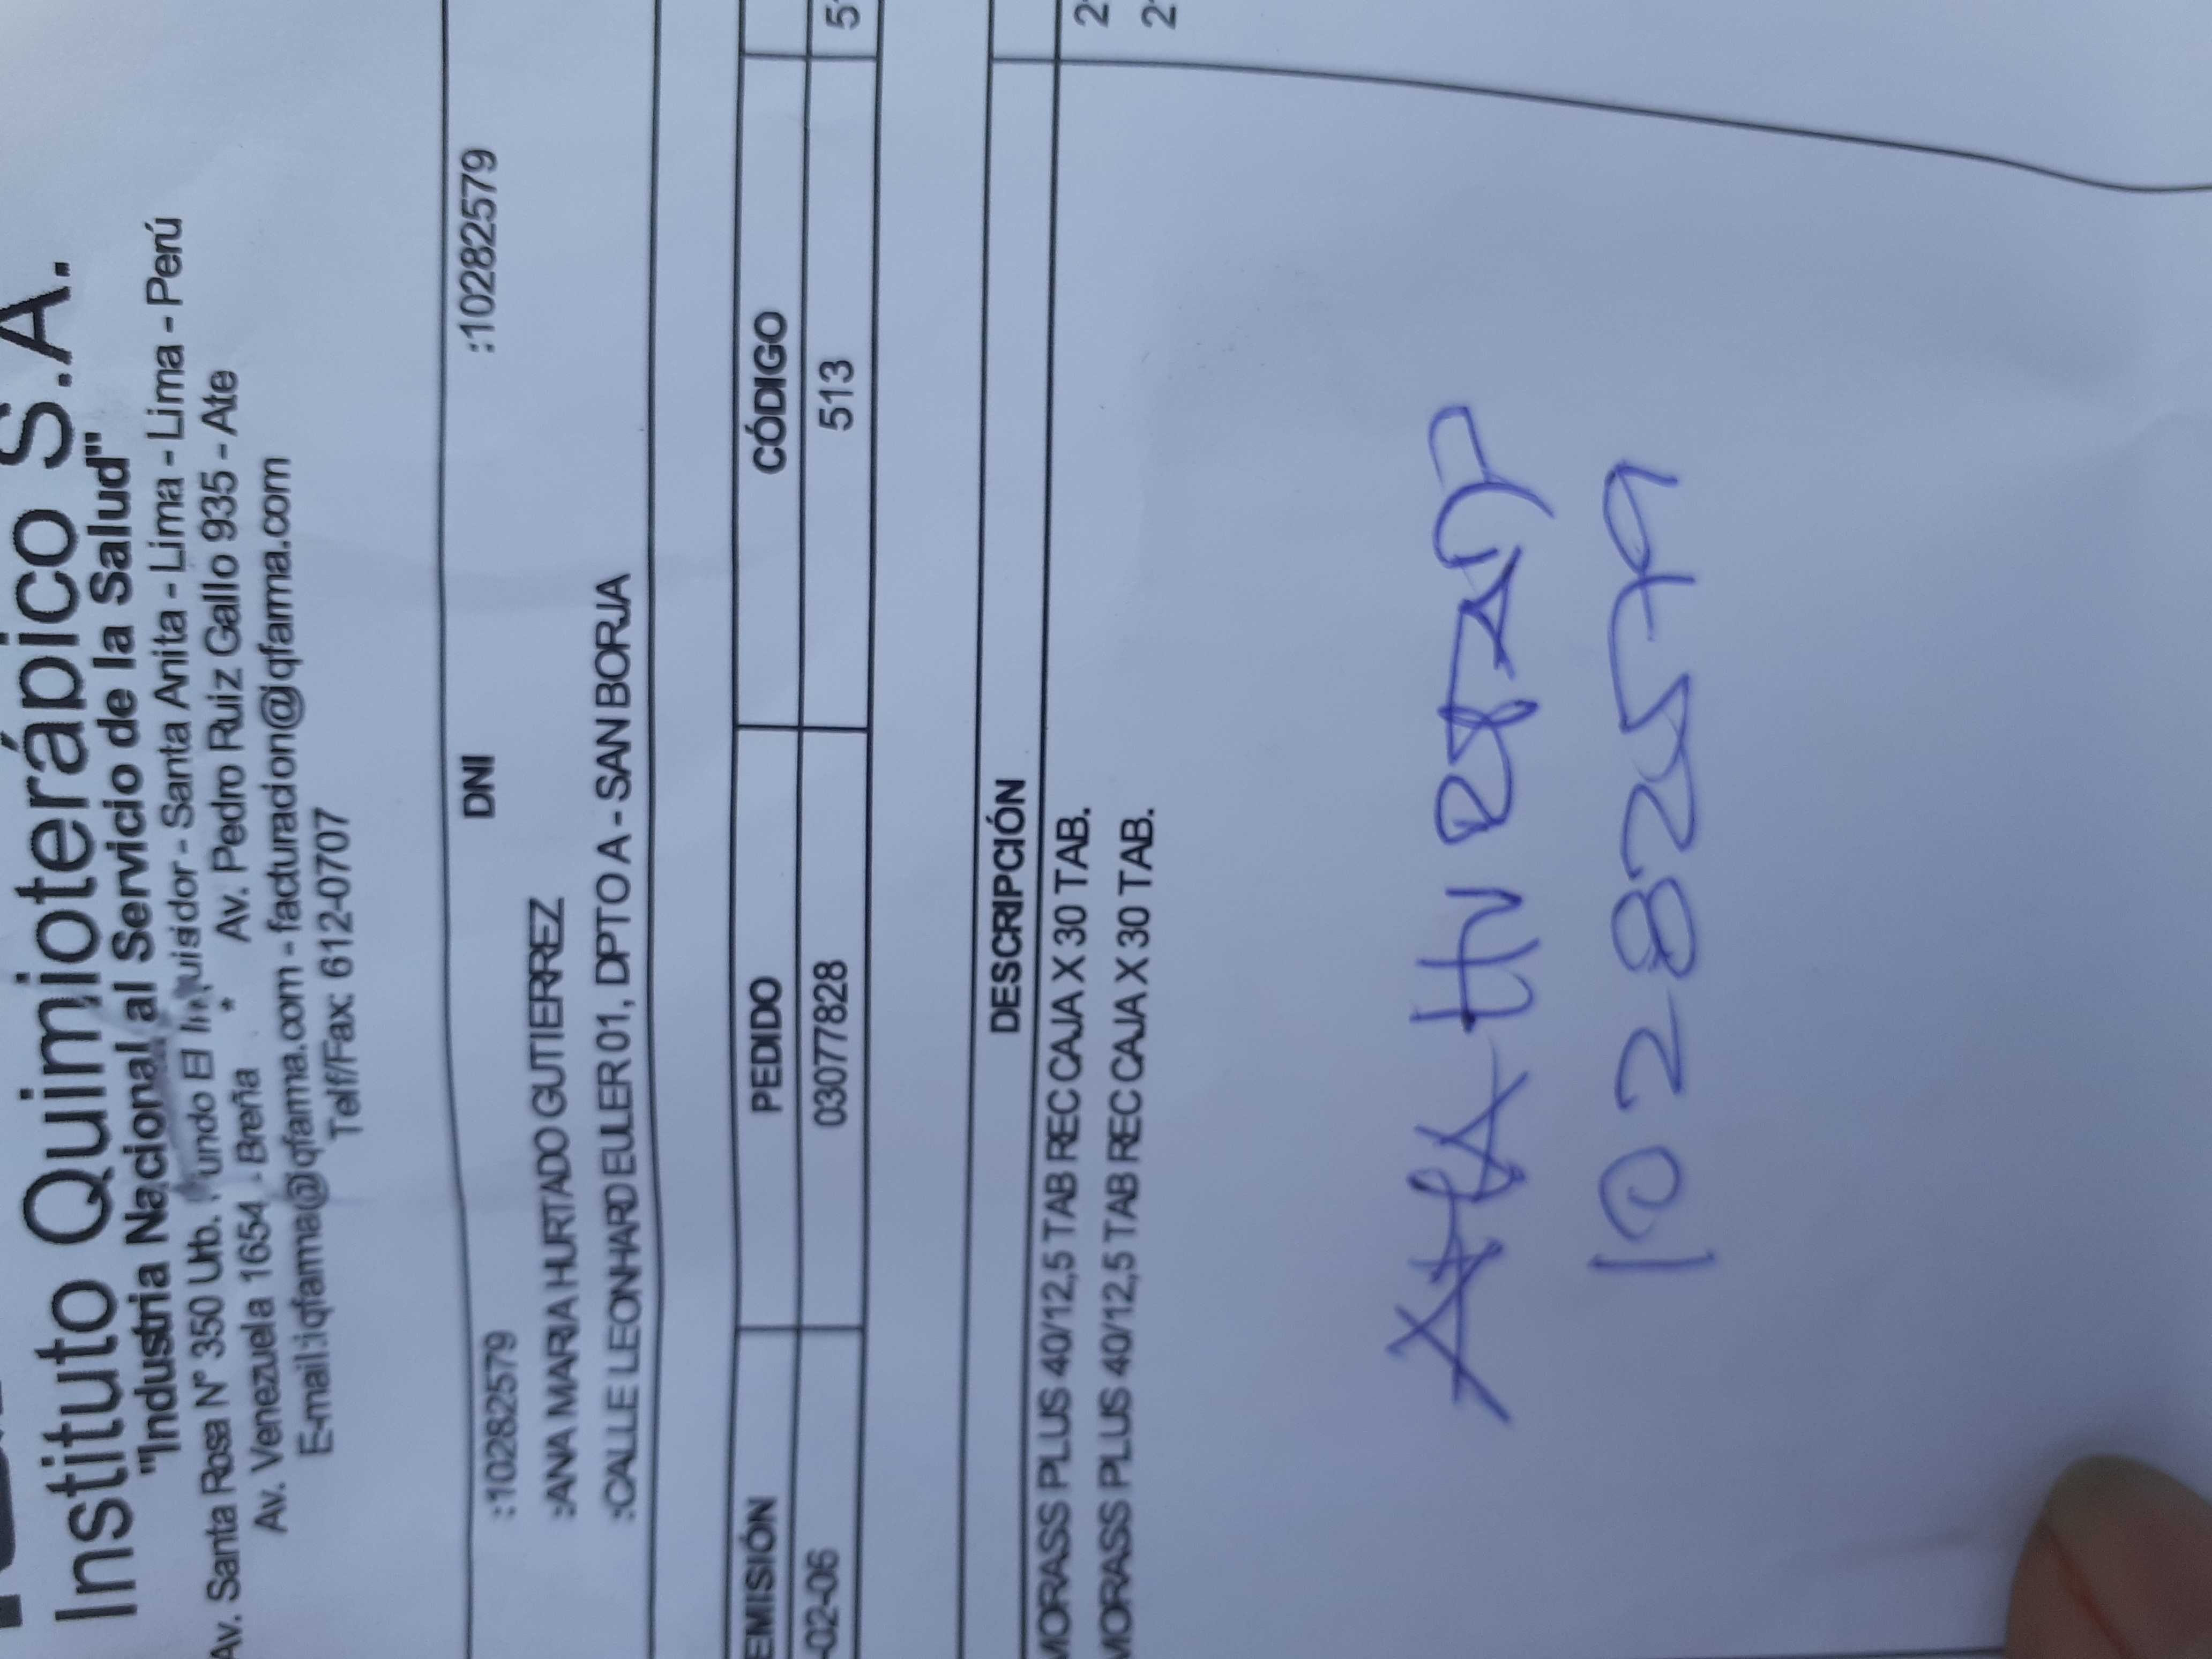 Instituto Quimioterápico S.A.
"Industria Nacional al Servicio de la Salud"
Av. Santa Rosa N° 350 Urb. Fundo El Inquisidor - Santa Anita - Lima - Lima - Perú
Av. Venezuela 1654 - Breña * Av. Pedro Ruiz Gallo 935 - Ate
E-mail:iqfarma@iqfarma.com - facturacion@iqfarma.com
Telf/Fax: 612-0707
:10282579 DNI :10282579
:ANA MARIA HURTADO GUTIERREZ
:CALLE LEONHARD EULER 01, DPTO A - SAN BORJA
EMISIÓN PEDIDO CÓDIGO
-02-06 03077828 513
DESCRIPCIÓN
MORASS PLUS 40/12,5 TAB REC CAJA X 30 TAB.
MORASS PLUS 40/12,5 TAB REC CAJA X 30 TAB.
10282579